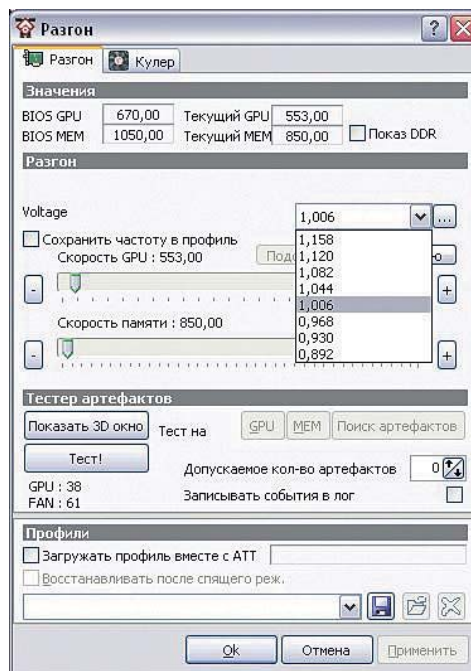 Разгон
Разгон Кулер
Значения
BIOS GPU 670,00 Текущий GPU 553,00
BIOS MEM 1050,00 Текущий MEM 850,00 Показ DDR
Разгон
Voltage 1,006 ...
1,158
1,120
1,082
1,044
1,006
0,968
0,930
0,892
Сохранить частоту в профиль
Скорость GPU : 553,00
- +
Скорость памяти : 850,00
- +
Тестер артефактов
Показать 3D окно Тест на GPU MEM Поиск артефактов
Тест!
Допускаемое кол-во артефактов 0
GPU : 38
FAN : 61
Записывать события в лог
Профили
Загружать профиль вместе с ATT
Восстанавливать после спящего реж.
Ok Отмена Применить